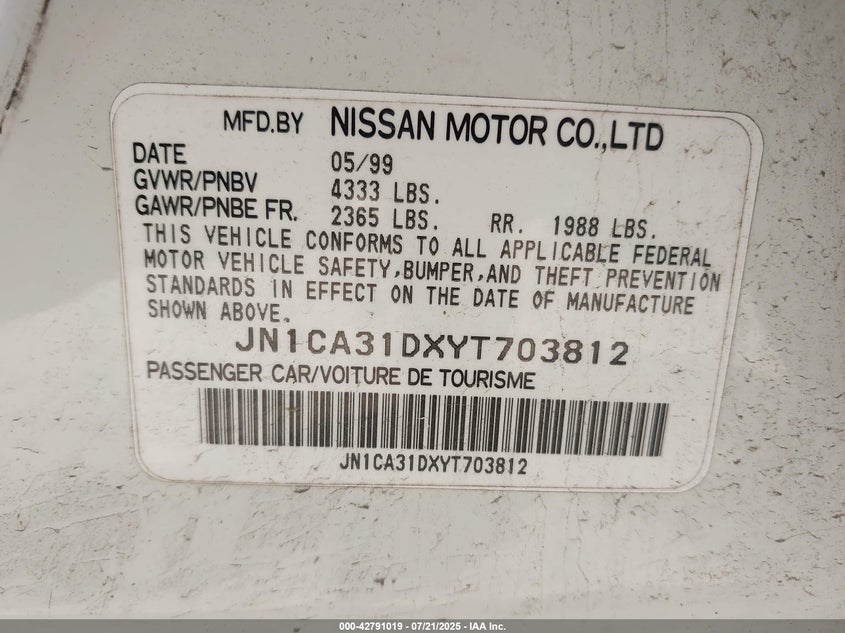 MFD.BY NISSAN MOTOR CO.,LTD
DATE 05/99
GVWR/PNBV 4333 LBS.
GAWR/PNBE FR. 2365 LBS. RR. 1988 LBS.
THIS VEHICLE CONFORMS TO ALL APPLICABLE FEDERAL
MOTOR VEHICLE SAFETY,BUMPER,AND THEFT PREVENTION
STANDARDS IN EFFECT ON THE DATE OF MANUFACTURE
SHOWN ABOVE.
JN1CA31DXYT703812
PASSENGER CAR/VOITURE DE TOURISME
JN1CA31DXYT703812
000-42791019 - 07/21/2025 - IAA Inc.